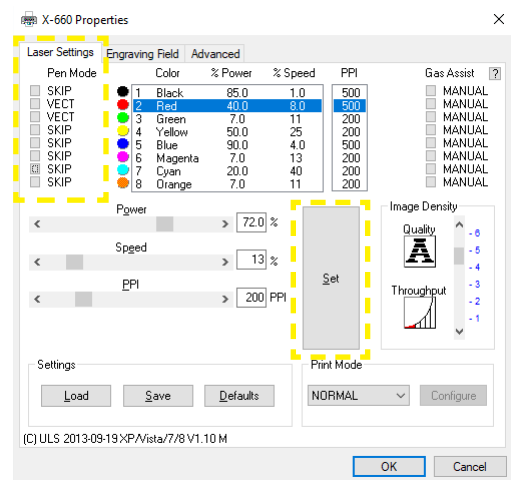 X-660 Properties
Laser Settings Engraving Field Advanced
Pen Mode Color % Power % Speed PPI Gas Assist ?
SKIP 1 Black 85.0 1.0 500 MANUAL
VECT 2 Red 40.0 8.0 500 MANUAL
VECT 3 Green 7.0 11 200 MANUAL
SKIP 4 Yellow 50.0 25 200 MANUAL
SKIP 5 Blue 90.0 4.0 500 MANUAL
SKIP 6 Magenta 7.0 13 200 MANUAL
SKIP 7 Cyan 20.0 40 200 MANUAL
SKIP 8 Orange 7.0 11 200 MANUAL
Power
72.0 %
Speed
13 %
PPI
200 PPI
Set
Image Density
Quality
A
Throughput
- 6
- 5
- 4
- 3
- 2
- 1
Settings
Load Save Defaults
Print Mode
NORMAL Configure
(C) ULS 2013-09-19 XP/Vista/7/8 V1.10 M
OK Cancel